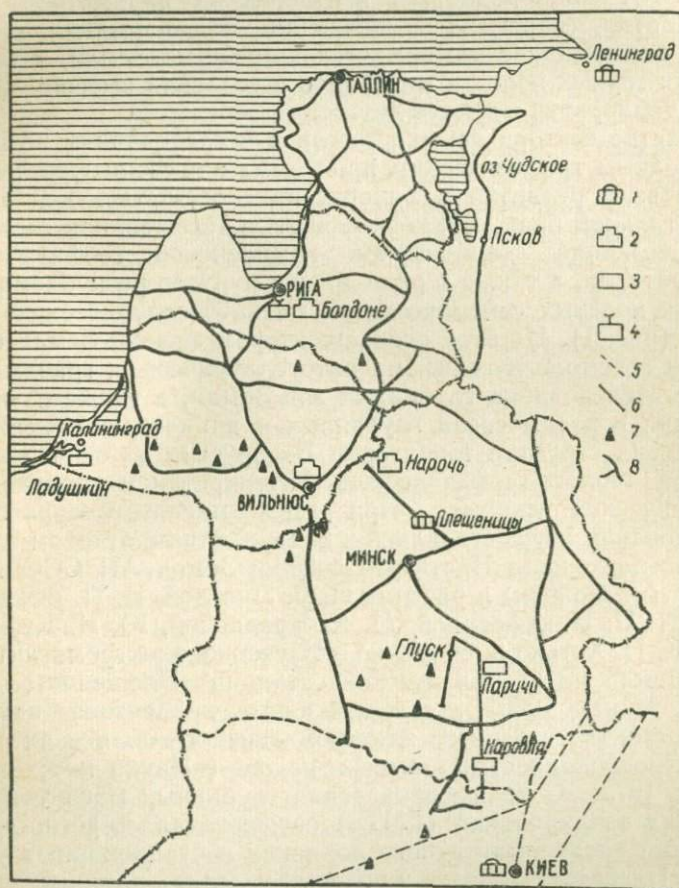 Ленинград
ТАЛЛИН
оз. Чудское
Псков
РИГА
Болдоне
1
2
3
4
5
6
7
8
Калининград
Ладушкин
ВИЛЬНЮС
Нарочь
Плещеницы
МИНСК
Глуск
Паричи
Наровля
КИЕВ